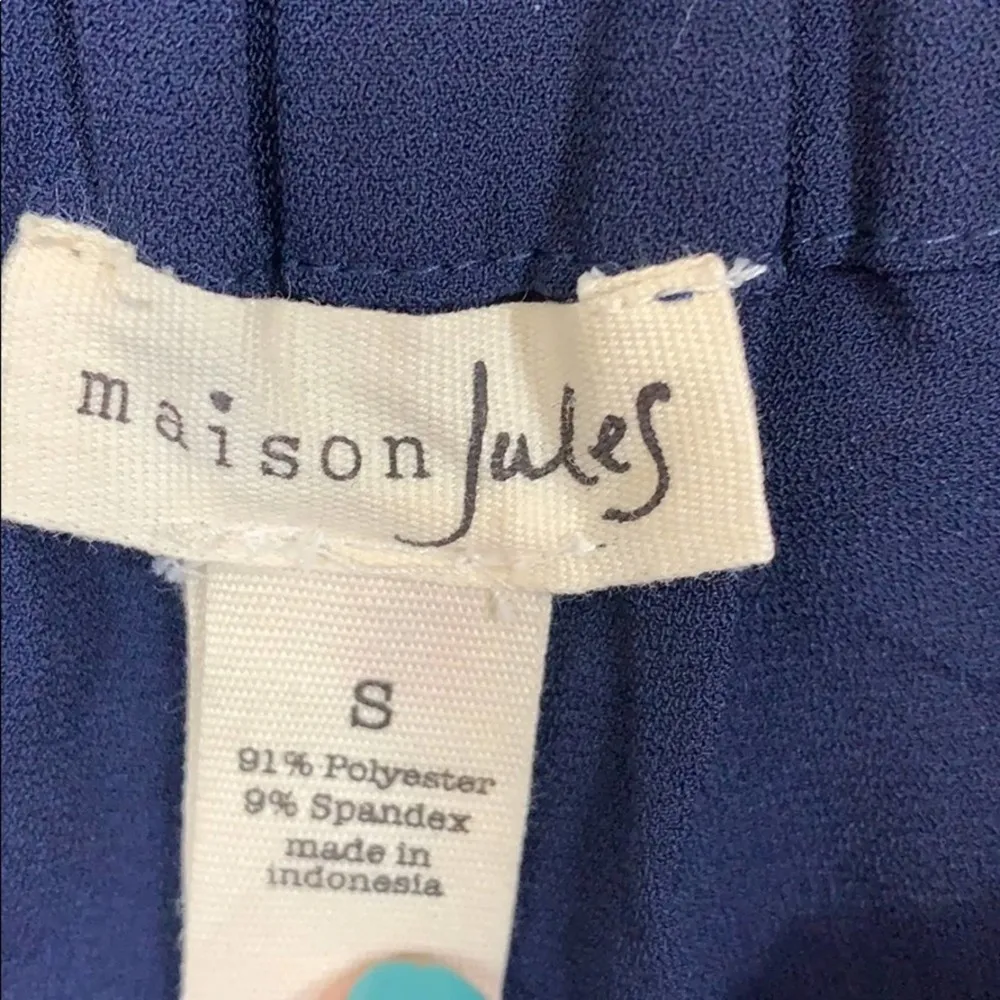 maison Jules
S
91% Polyester
9% Spandex
made in
indonesia